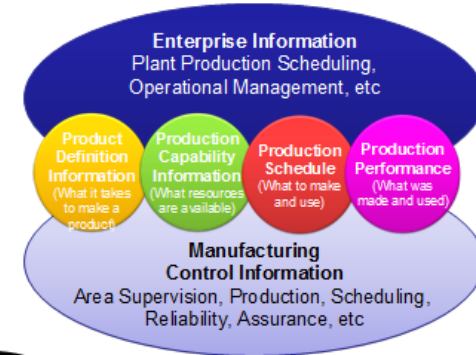 Enterprise Information
Plant Production Scheduling,
Operational Management, etc
Product
Definition
Information
(What it takes
to make a
product)
Production
Capability
Information
(What resources
are available)
Production
Schedule
(What to make
and use)
Production
Performance
(What was
made and used)
Manufacturing
Control Information
Area Supervision, Production, Scheduling,
Reliability, Assurance, etc